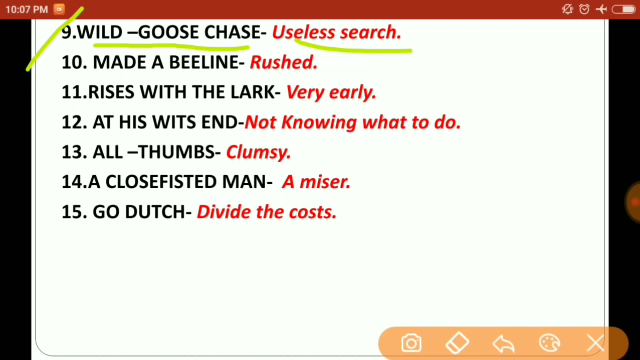 10:07 PM
9.WILD –GOOSE CHASE- Useless search.
10. MADE A BEELINE- Rushed.
11.RISES WITH THE LARK- Very early.
12. AT HIS WITS END-Not Knowing what to do.
13. ALL –THUMBS- Clumsy.
14.A CLOSEFISTED MAN- A miser.
15. GO DUTCH- Divide the costs.